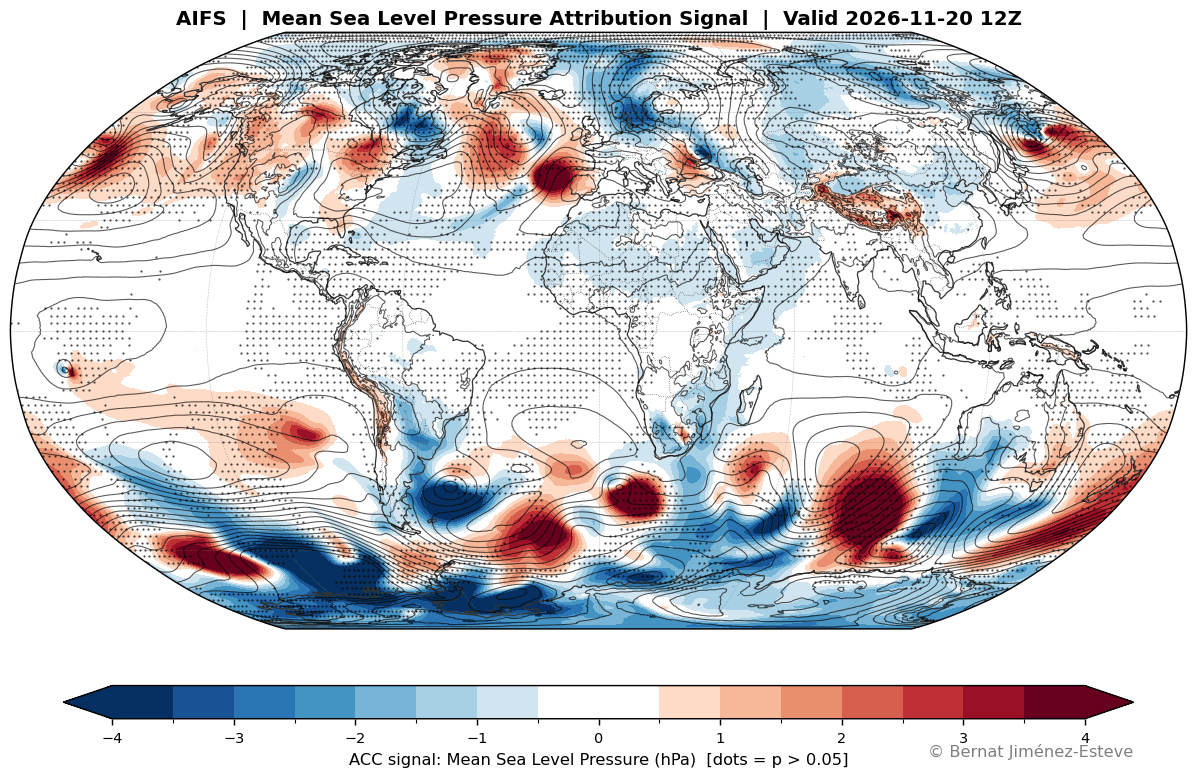 AIFS | Mean Sea Level Pressure Attribution Signal | Valid 2026-11-20 12Z
−4 −3 −2 −1 0 1 2 3 4
ACC signal: Mean Sea Level Pressure (hPa) [dots = p > 0.05]
© Bernat Jiménez-Esteve